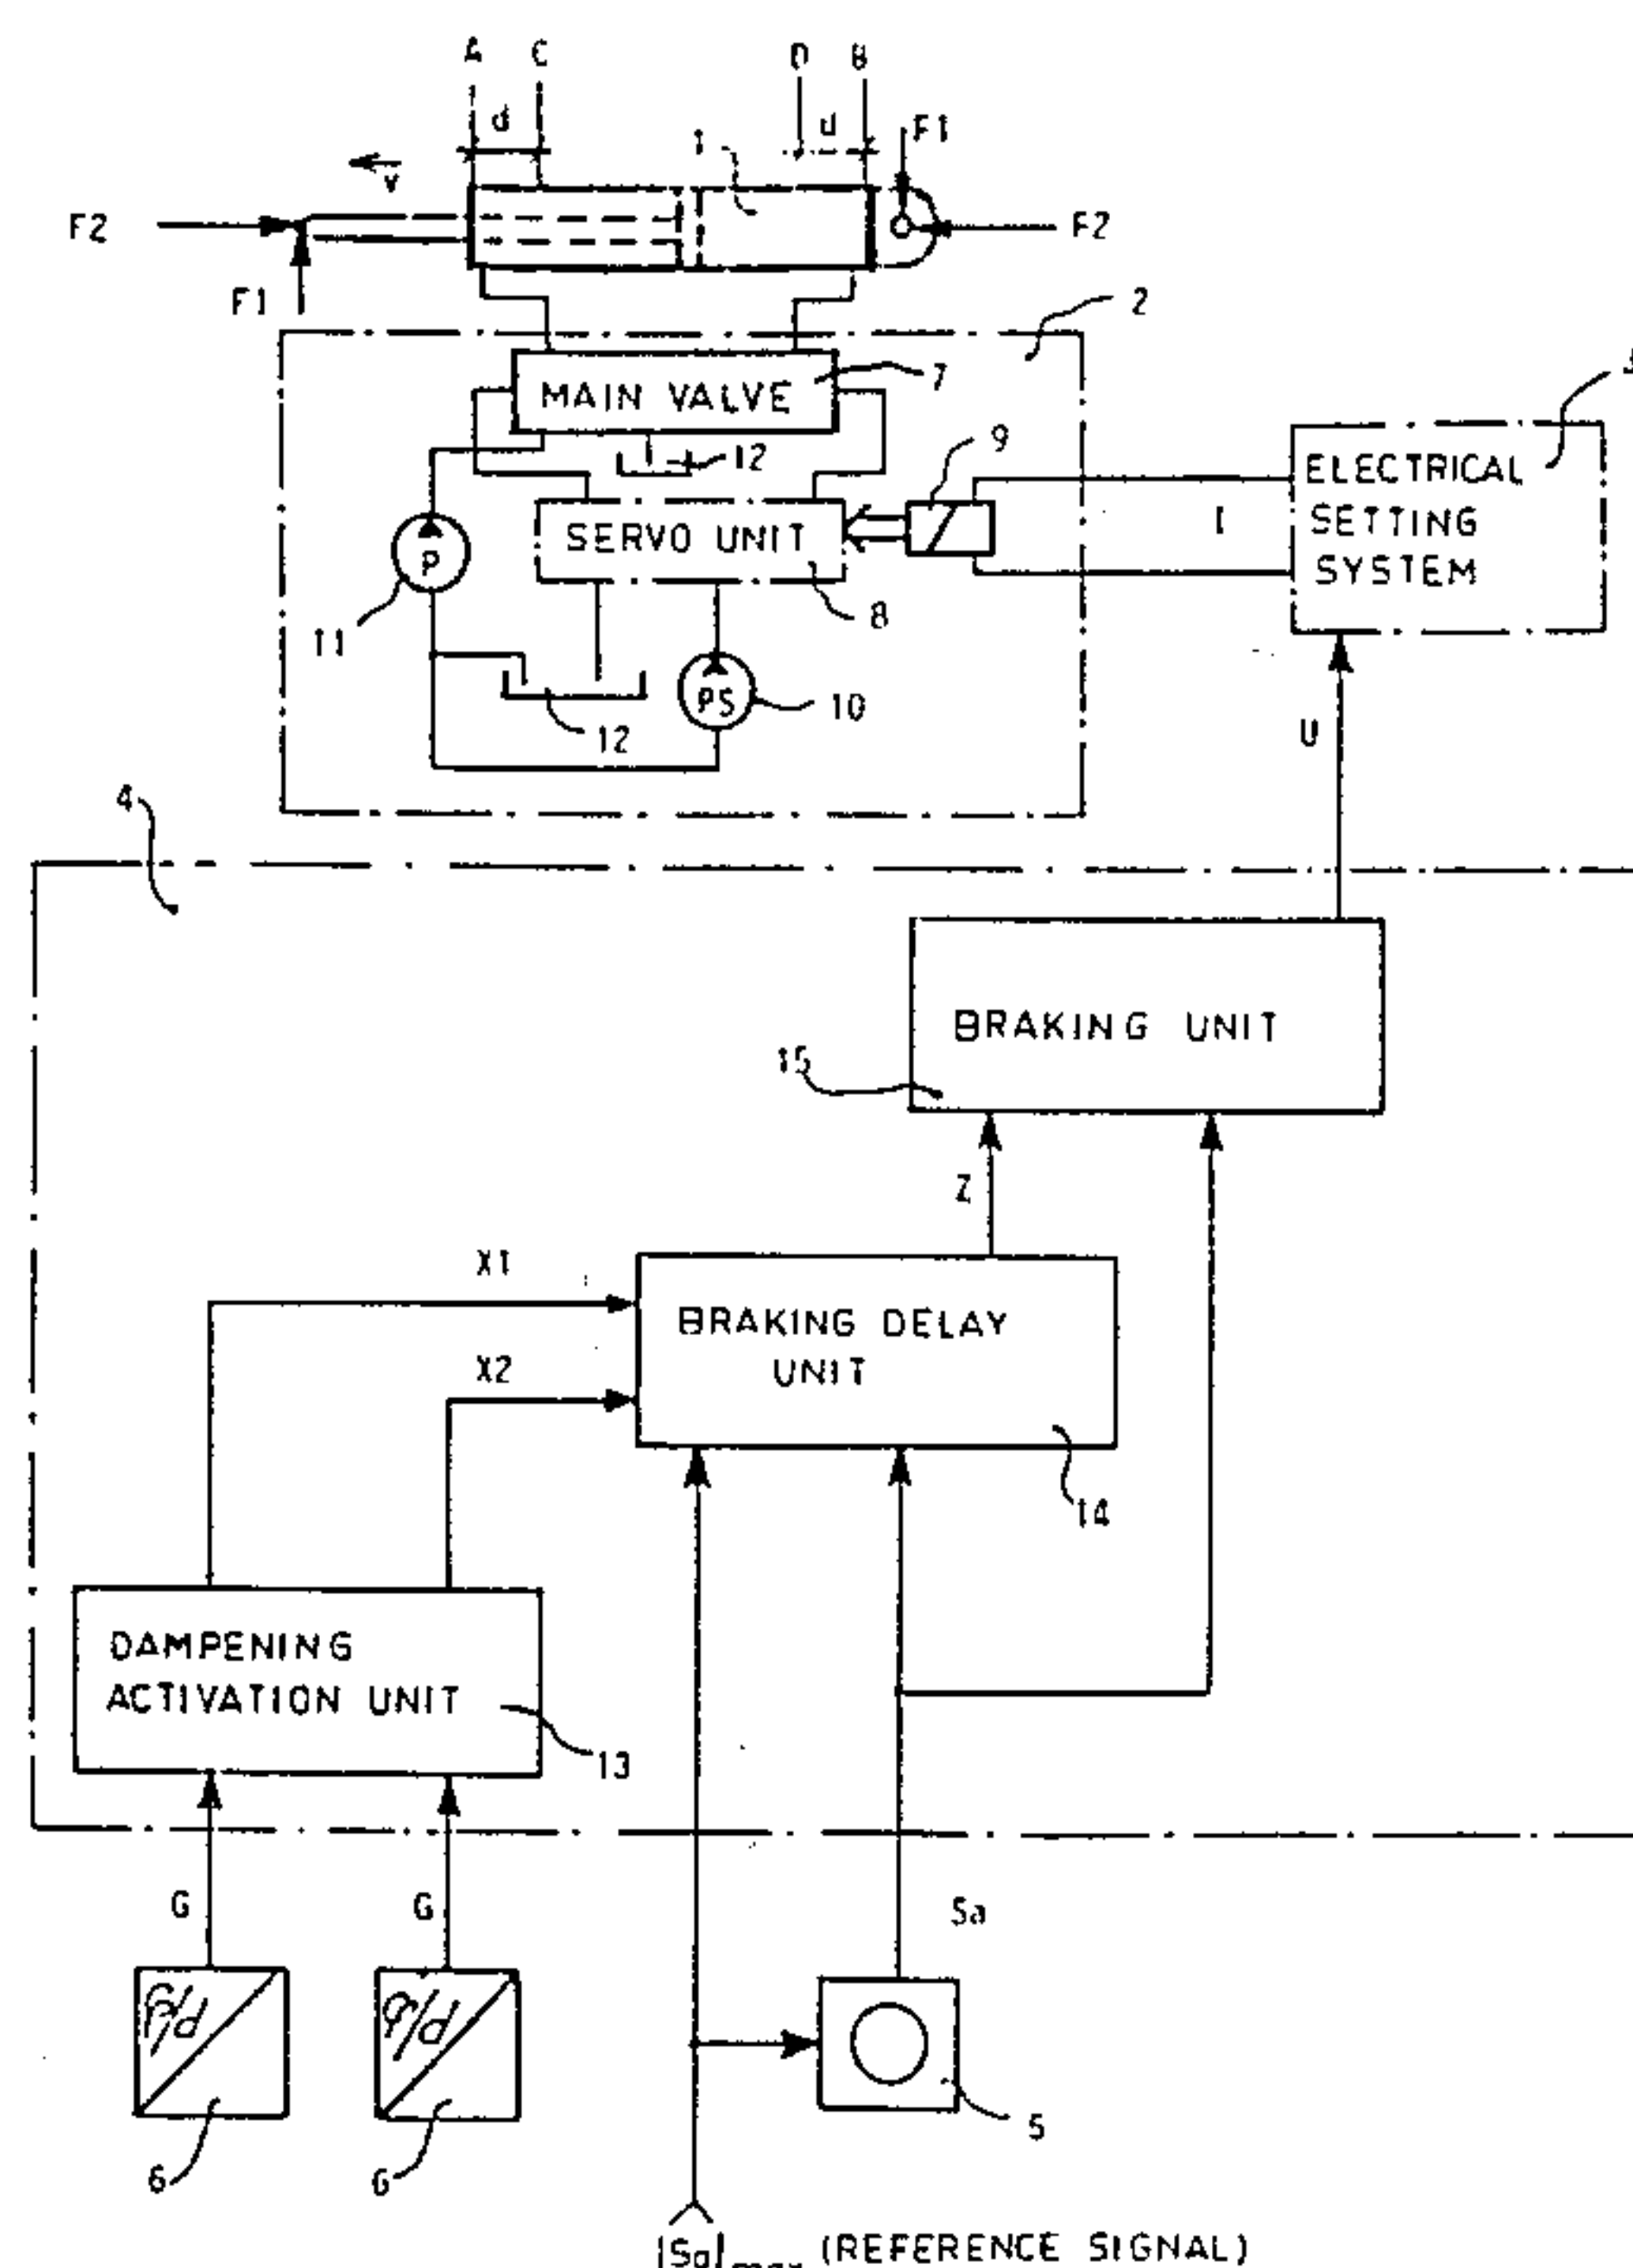 A C D B
d d
F1
1
v
F2 F2
F1
2
MAIN VALVE 7
12 9
ELECTRICAL
SETTING
SYSTEM
SERVO UNIT
I
P
8
11
PS 10
12
U
4
BRAKING UNIT
15
Z
X1
BRAKING DELAY
UNIT
X2
14
DAMPENING
ACTIVATION UNIT
13
G G Sa
5
6 6
|Sa|max (REFERENCE SIGNAL)